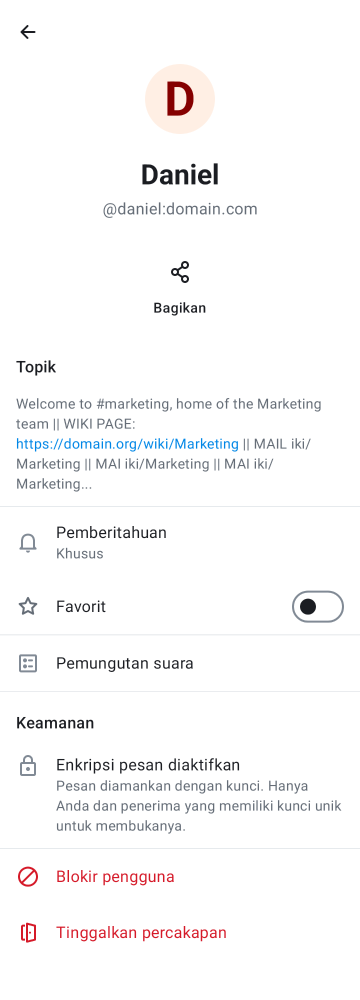 D
Daniel
@daniel:domain.com
Bagikan
Topik
Welcome to #marketing, home of the Marketing
team || WIKI PAGE:
https://domain.org/wiki/Marketing || MAIL iki/
Marketing || MAI iki/Marketing || MAI iki/
Marketing...
Pemberitahuan
Khusus
Favorit
Pemungutan suara
Keamanan
Enkripsi pesan diaktifkan
Pesan diamankan dengan kunci. Hanya
Anda dan penerima yang memiliki kunci unik
untuk membukanya.
Blokir pengguna
Tinggalkan percakapan